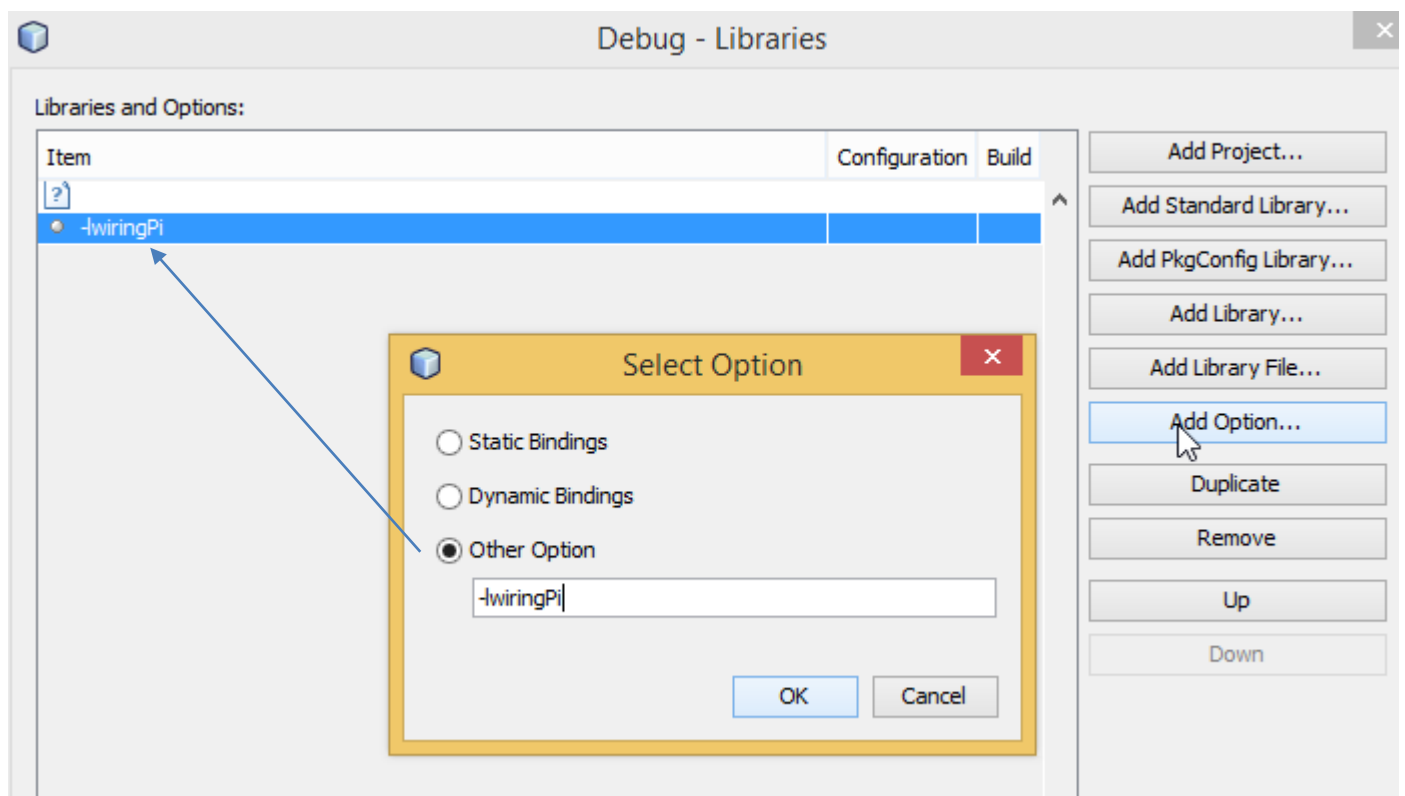 Debug - Libraries
Libraries and Options:
Item
Configuration
Build
-lwiringPi
Add Project...
Add Standard Library...
Add PkgConfig Library...
Add Library...
Add Library File...
Add Option...
Duplicate
Remove
Up
Down
Select Option
Static Bindings
Dynamic Bindings
Other Option
-lwiringPi
OK
Cancel